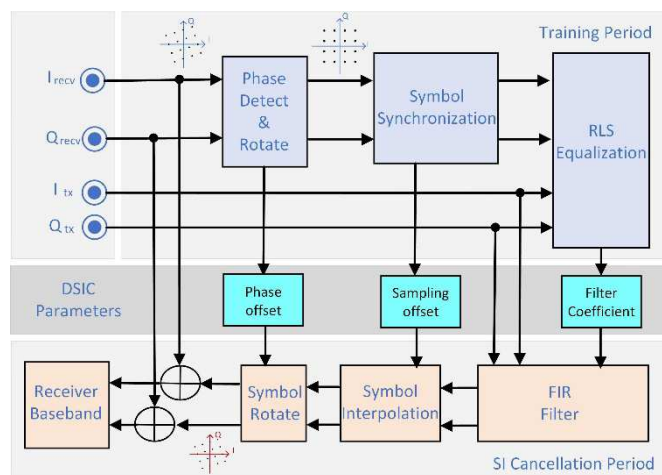 Q
Q
I
Training Period
I recv
Phase
Detect
&
Rotate
Symbol
Synchronization
RLS
Equalization
Q recv
I tx
Q tx
DSIC
Parameters
Phase
offset
Sampling
offset
Filter
Coefficient
Receiver
Baseband
Symbol
Rotate
Symbol
Interpolation
FIR
Filter
Q
I
SI Cancellation Period